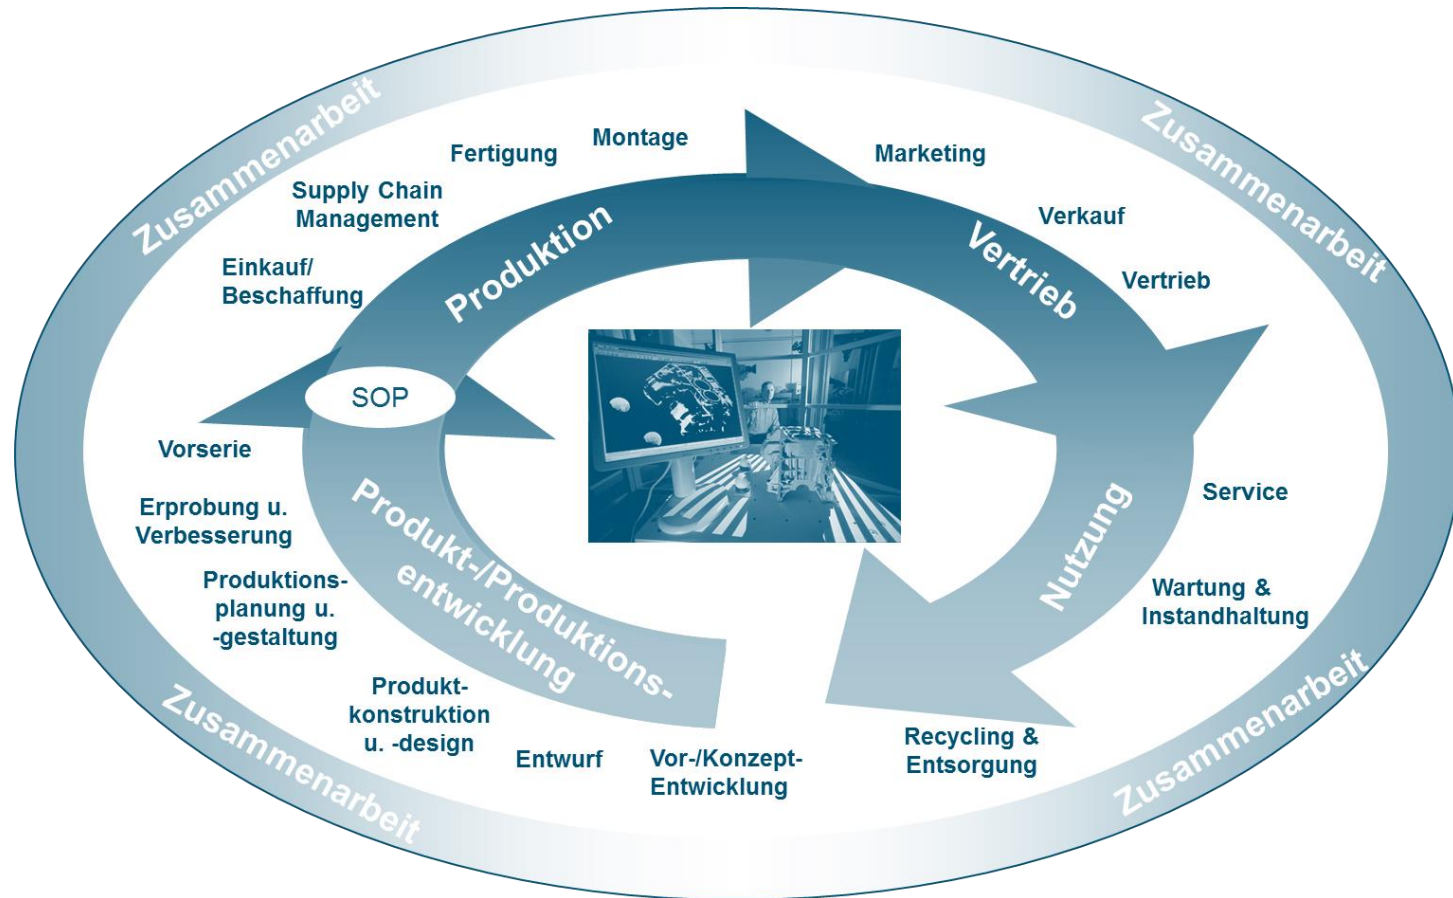 Zusammenarbeit
Zusammenarbeit
Montage
Fertigung
Marketing
Supply Chain
Management
Verkauf
Produktion
Vertrieb
Einkauf/
Beschaffung
Vertrieb
SOP
Vorserie
Erprobung u.
Verbesserung
Service
Produkt-/Produktions-
entwicklung
Nutzung
Produktions-
planung u.
-gestaltung
Wartung &
Instandhaltung
Produkt-
konstruktion
u. -design
Entwurf
Vor-/Konzept-
Entwicklung
Recycling &
Entsorgung
Zusammenarbeit
Zusammenarbeit